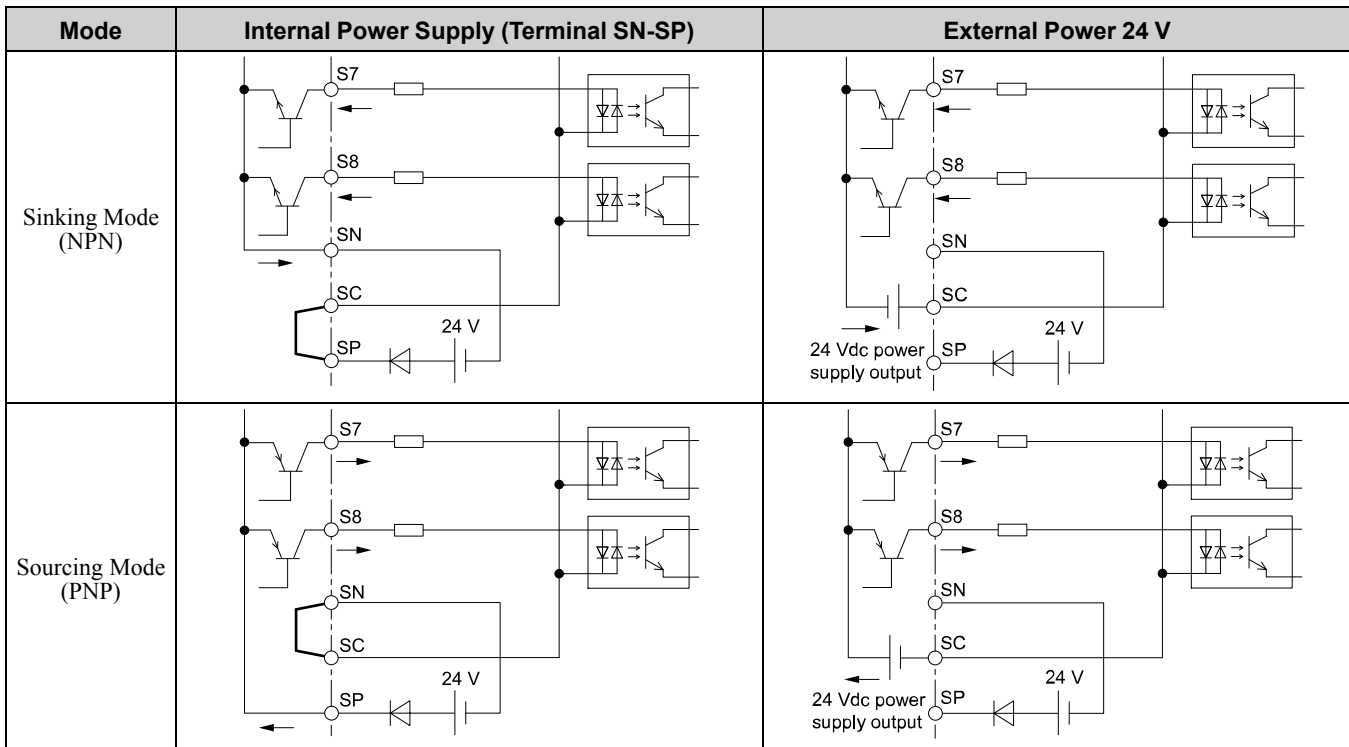 Mode
Internal Power Supply (Terminal SN-SP)
External Power 24 V
Sinking Mode
(NPN)
S7
S8
SN
SC
24 V
SP
S7
S8
SN
SC
24 V
24 Vdc power
supply output
SP
Sourcing Mode
(PNP)
S7
S8
SN
SC
24 V
SP
S7
S8
SN
SC
24 V
24 Vdc power
supply output
SP